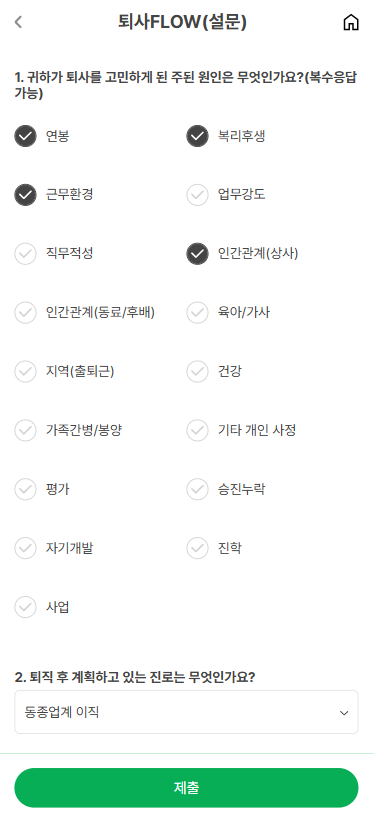 퇴사FLOW(설문)
1. 귀하가 퇴사를 고민하게 된 주된 원인은 무엇인가요?(복수응답
가능)
연봉
복리후생
근무환경
업무강도
직무적성
인간관계(상사)
인간관계(동료/후배)
육아/가사
지역(출퇴근)
건강
가족간병/봉양
기타 개인 사정
평가
승진누락
자기개발
진학
사업
2. 퇴직 후 계획하고 있는 진로는 무엇인가요?
동종업계 이직
제출